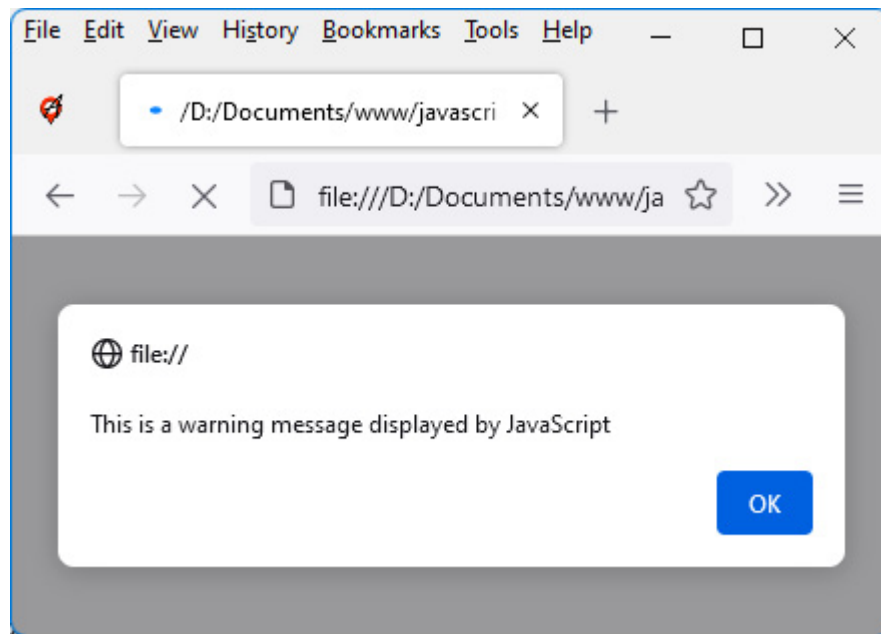 File Edit View History Bookmarks Tools Help
/D:/Documents/www/javascri
file:///D:/Documents/www/ja
file://
This is a warning message displayed by JavaScript
OK